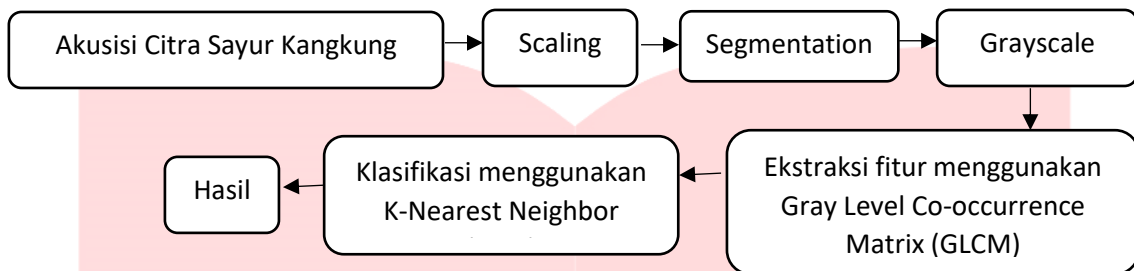 Akusisi Citra Sayur Kangkung
Scaling
Segmentation
Grayscale
Ekstraksi fitur menggunakan
Gray Level Co-occurrence
Matrix (GLCM)
Klasifikasi menggunakan
K-Nearest Neighbor
Hasil